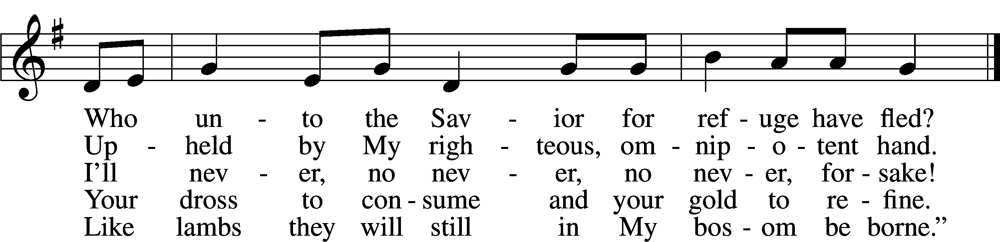 Who un - to the Sav - ior for ref - uge have fled?
Up - held by My righ - teous, om - nip - o - tent hand.
I’ll nev - er, no nev - er, no nev - er, for - sake!
Your dross to con - sume and your gold to re - fine.
Like lambs they will still in My bos - om be borne.”